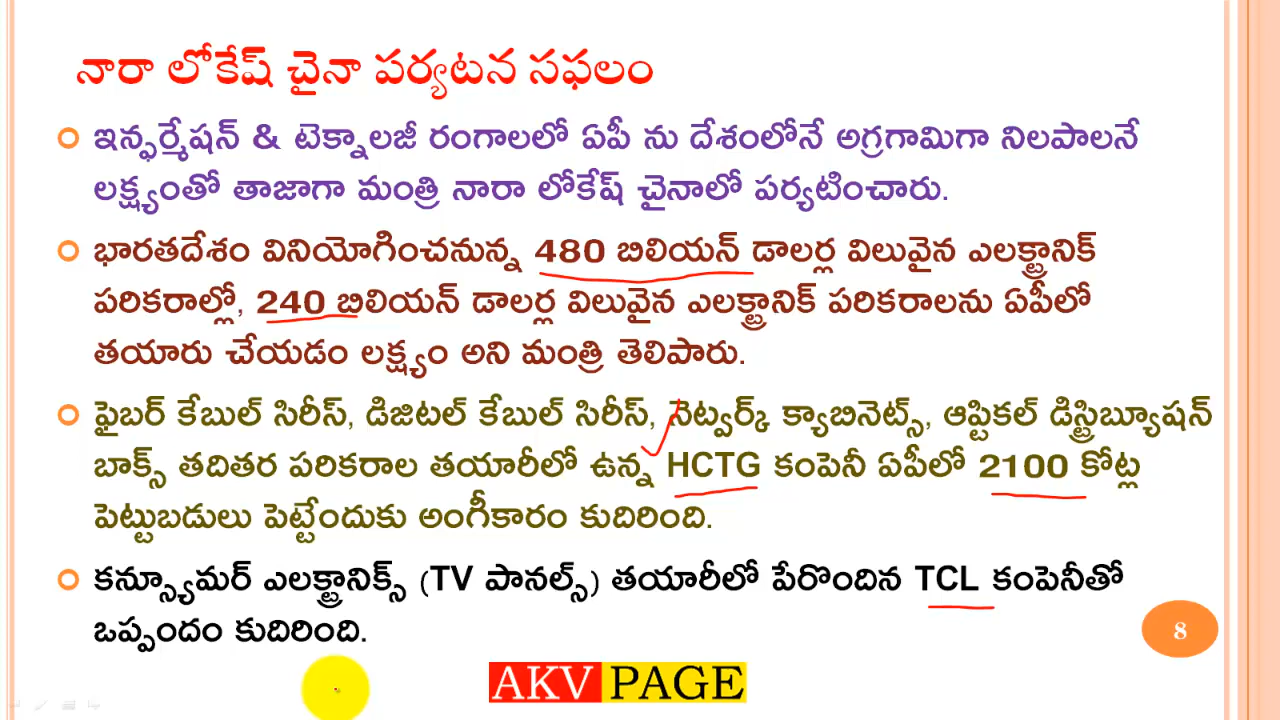 నారా లోకేష్ చైనా పర్యటన సఫలం
ఇన్ఫర్మేషన్ & టెక్నాలజీ రంగాలలో ఏపీ ను దేశంలోనే అగ్రగామిగా నిలపాలనే
లక్ష్యంతో తాజాగా మంత్రి నారా లోకేష్ చైనాలో పర్యటించారు.
భారతదేశం వినియోగించనున్న 480 బిలియన్ డాలర్ల విలువైన ఎలక్ట్రానిక్
పరికరాల్లో, 240 బిలియన్ డాలర్ల విలువైన ఎలక్ట్రానిక్ పరికరాలను ఏపీలో
తయారు చేయడం లక్ష్యం అని మంత్రి తెలిపారు.
ఫైబర్ కేబుల్ సిరీస్, డిజిటల్ కేబుల్ సిరీస్, నెట్వర్క్ క్యాబినెట్స్, ఆప్టికల్ డిస్ట్రిబ్యూషన్
బాక్స్ తదితర పరికరాల తయారీలో ఉన్న HCTG కంపెనీ ఏపీలో 2100 కోట్ల
పెట్టుబడులు పెట్టేందుకు అంగీకారం కుదిరింది.
కన్స్యూమర్ ఎలక్ట్రానిక్స్ (TV పానల్స్) తయారీలో పేరొందిన TCL కంపెనీతో
ఒప్పందం కుదిరింది.
8
AKV PAGE